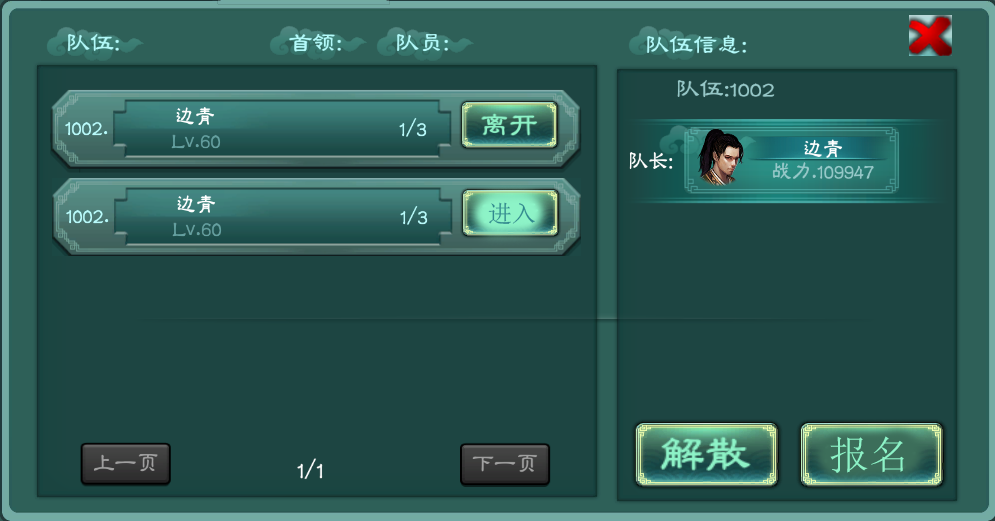 队伍: 首领: 队员:
1002. 边青 1/3 离开
Lv.60
1002. 边青 1/3 进入
Lv.60
上一页 1/1 下一页
队伍信息:
队伍:1002
队长: 边青
战力.109947
解散 报名